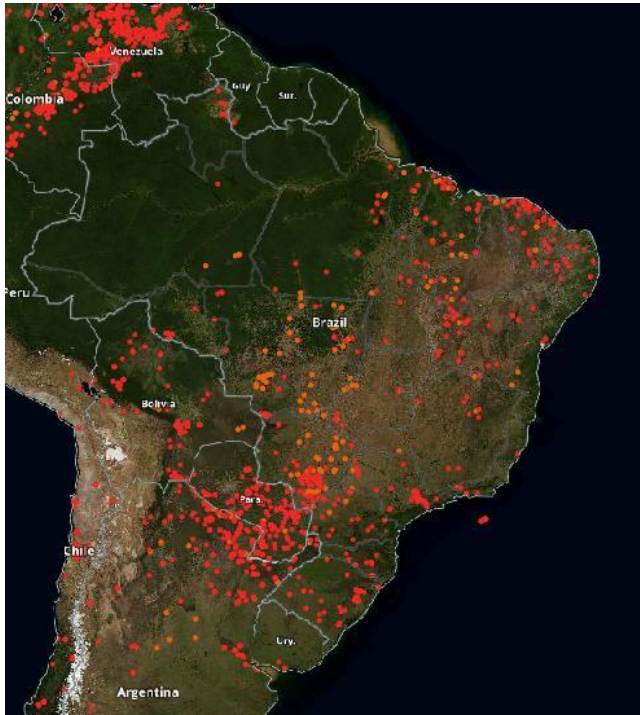 Venezuela
Guy
Sur.
Colombia
Peru
Brazil
Bolivia
Para.
Chile
Ury.
Argentina